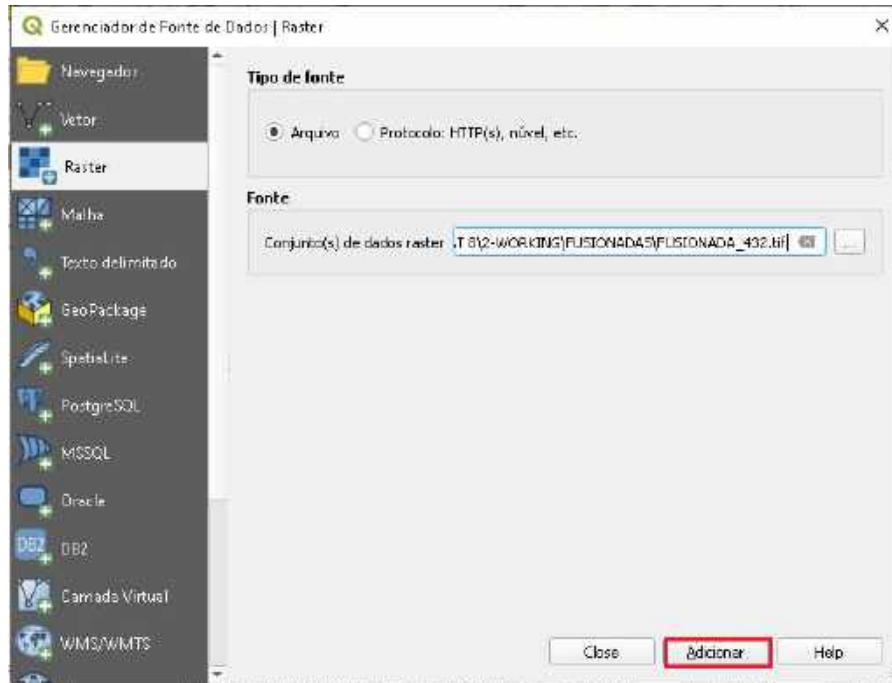 Gerenciador de Fonte de Dados | Raster
Navegador
Vetor
Raster
Malha
Texto delimitado
GeoPackage
SpatiaLite
PostgreSQL
MSSQL
Oracle
DB2
DB2
Camada Virtual
WMS/WMTS
Tipo de fonte
Arquivo
Protocolo: HTTP(s), núvel, etc.
Fonte
Conjunto(s) de dados raster
.T 8\2-WORKING\FUSIONADAS\FUSIONADA_432.tif
...
Close
Adicionar
Help